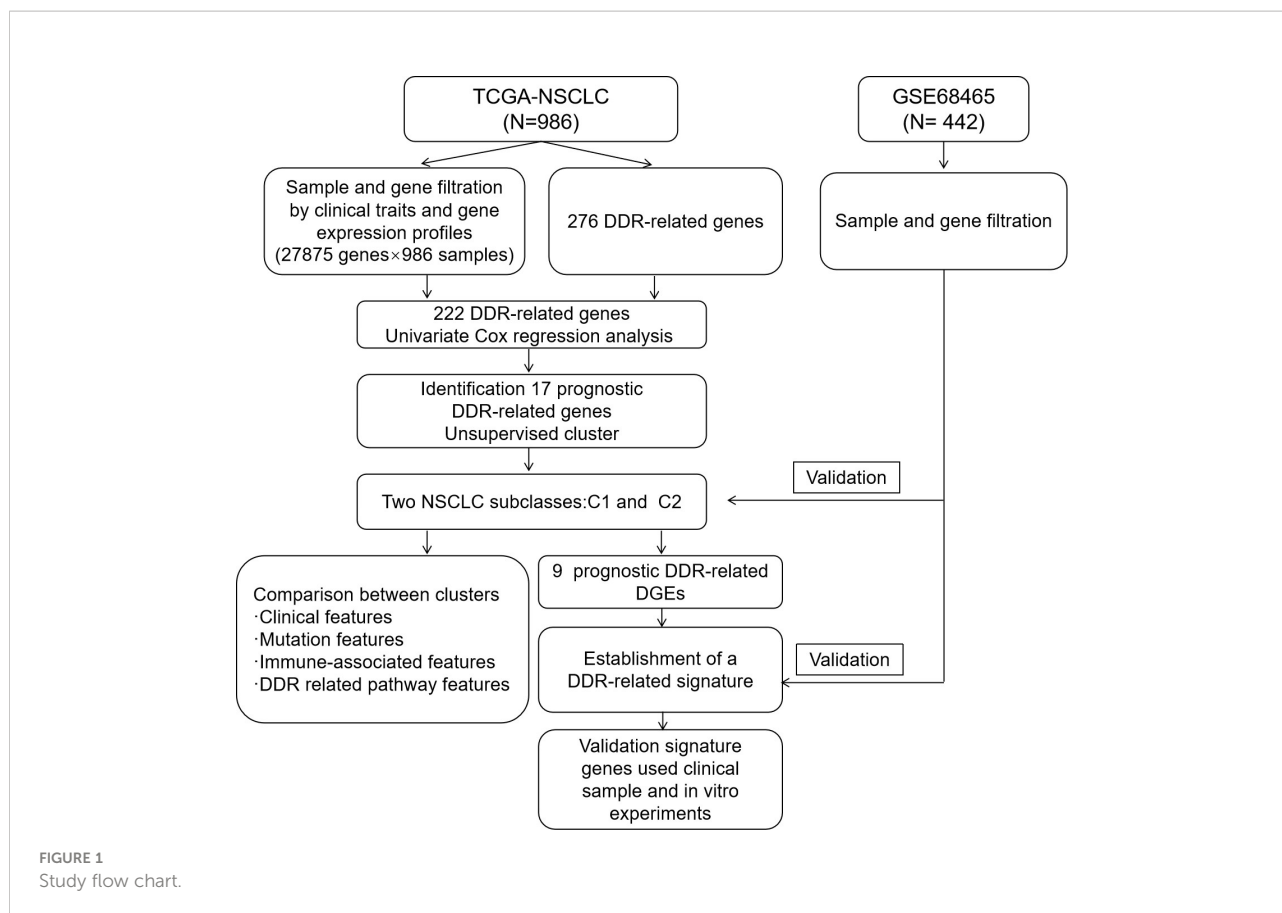 TCGA-NSCLC
(N=986)
GSE68465
(N= 442)
Sample and gene filtration
by clinical traits and gene
expression profiles
(27875 genes×986 samples)
276 DDR-related genes
Sample and gene filtration
222 DDR-related genes
Univariate Cox regression analysis
Identification 17 prognostic
DDR-related genes
Unsupervised cluster
Validation
Two NSCLC subclasses:C1 and  C2
Comparison between clusters
·Clinical features
·Mutation features
·Immune-associated features
·DDR related pathway features
9  prognostic DDR-related
DGEs
Establishment of a
DDR-related signature
Validation
Validation signature
genes used clinical
sample and in vitro
experiments
FIGURE 1
Study flow chart.